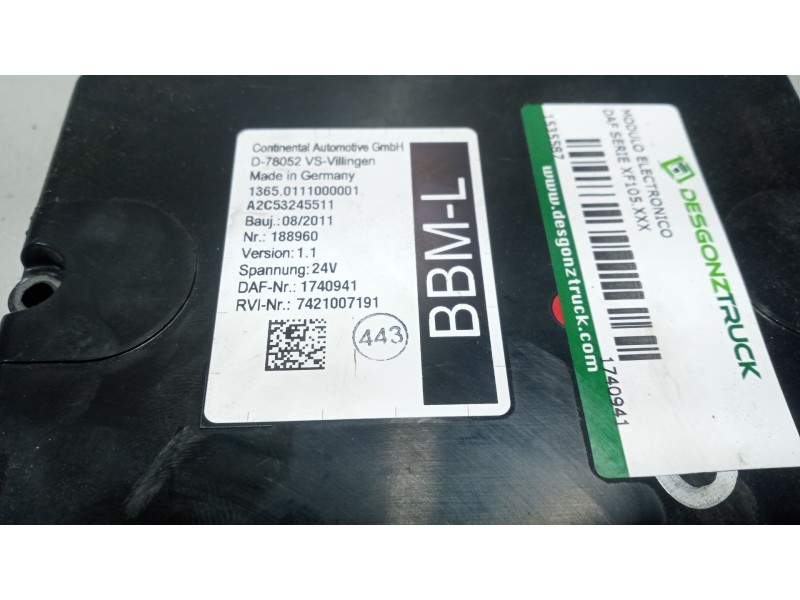 Continental Automotive GmbH
D-78052 VS-Villingen
Made in Germany
1365.0111000001
A2C53245511
Bauj.:08/2011
Nr.: 188960
Version: 1.1
Spannung: 24V
DAF-Nr.: 1740941
RVI-Nr.: 7421007191
443
BBM-L
DESGONZTRUCK
MODULO ELECTRONICO
DAF SERIE XF105.XXX
1535587
1740941
www.desgonztruck.com